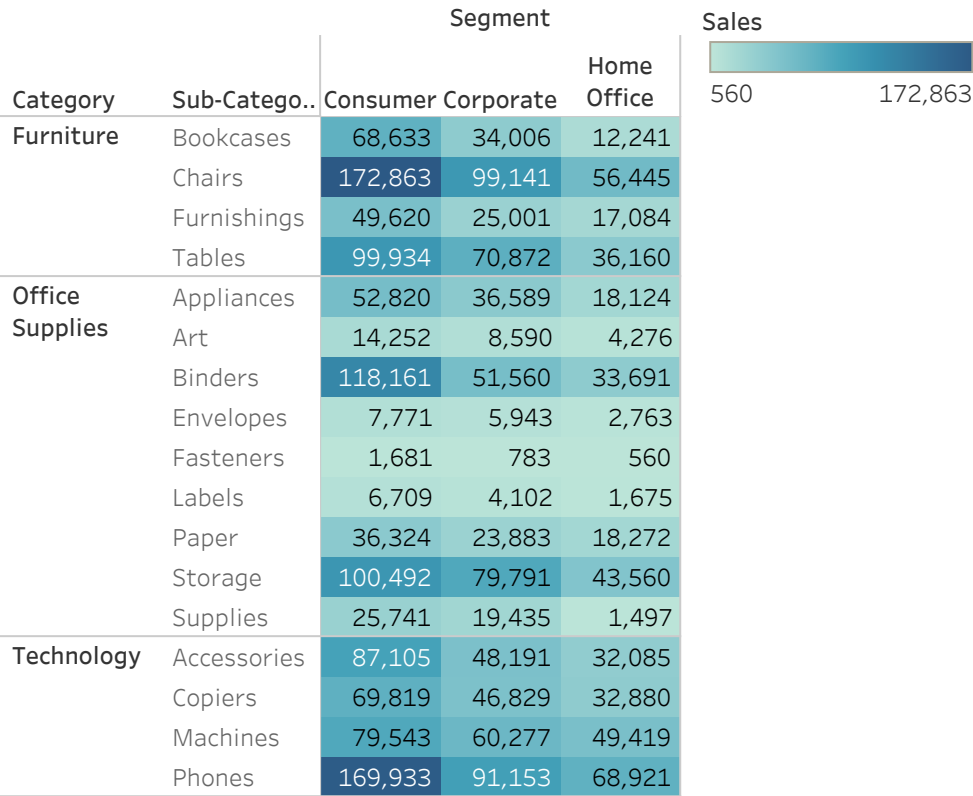 Segment
Sales
560 172,863
Category Sub-Catego.. Consumer Corporate Home Office
Furniture Bookcases 68,633 34,006 12,241
Chairs 172,863 99,141 56,445
Furnishings 49,620 25,001 17,084
Tables 99,934 70,872 36,160
Office Supplies Appliances 52,820 36,589 18,124
Art 14,252 8,590 4,276
Binders 118,161 51,560 33,691
Envelopes 7,771 5,943 2,763
Fasteners 1,681 783 560
Labels 6,709 4,102 1,675
Paper 36,324 23,883 18,272
Storage 100,492 79,791 43,560
Supplies 25,741 19,435 1,497
Technology Accessories 87,105 48,191 32,085
Copiers 69,819 46,829 32,880
Machines 79,543 60,277 49,419
Phones 169,933 91,153 68,921